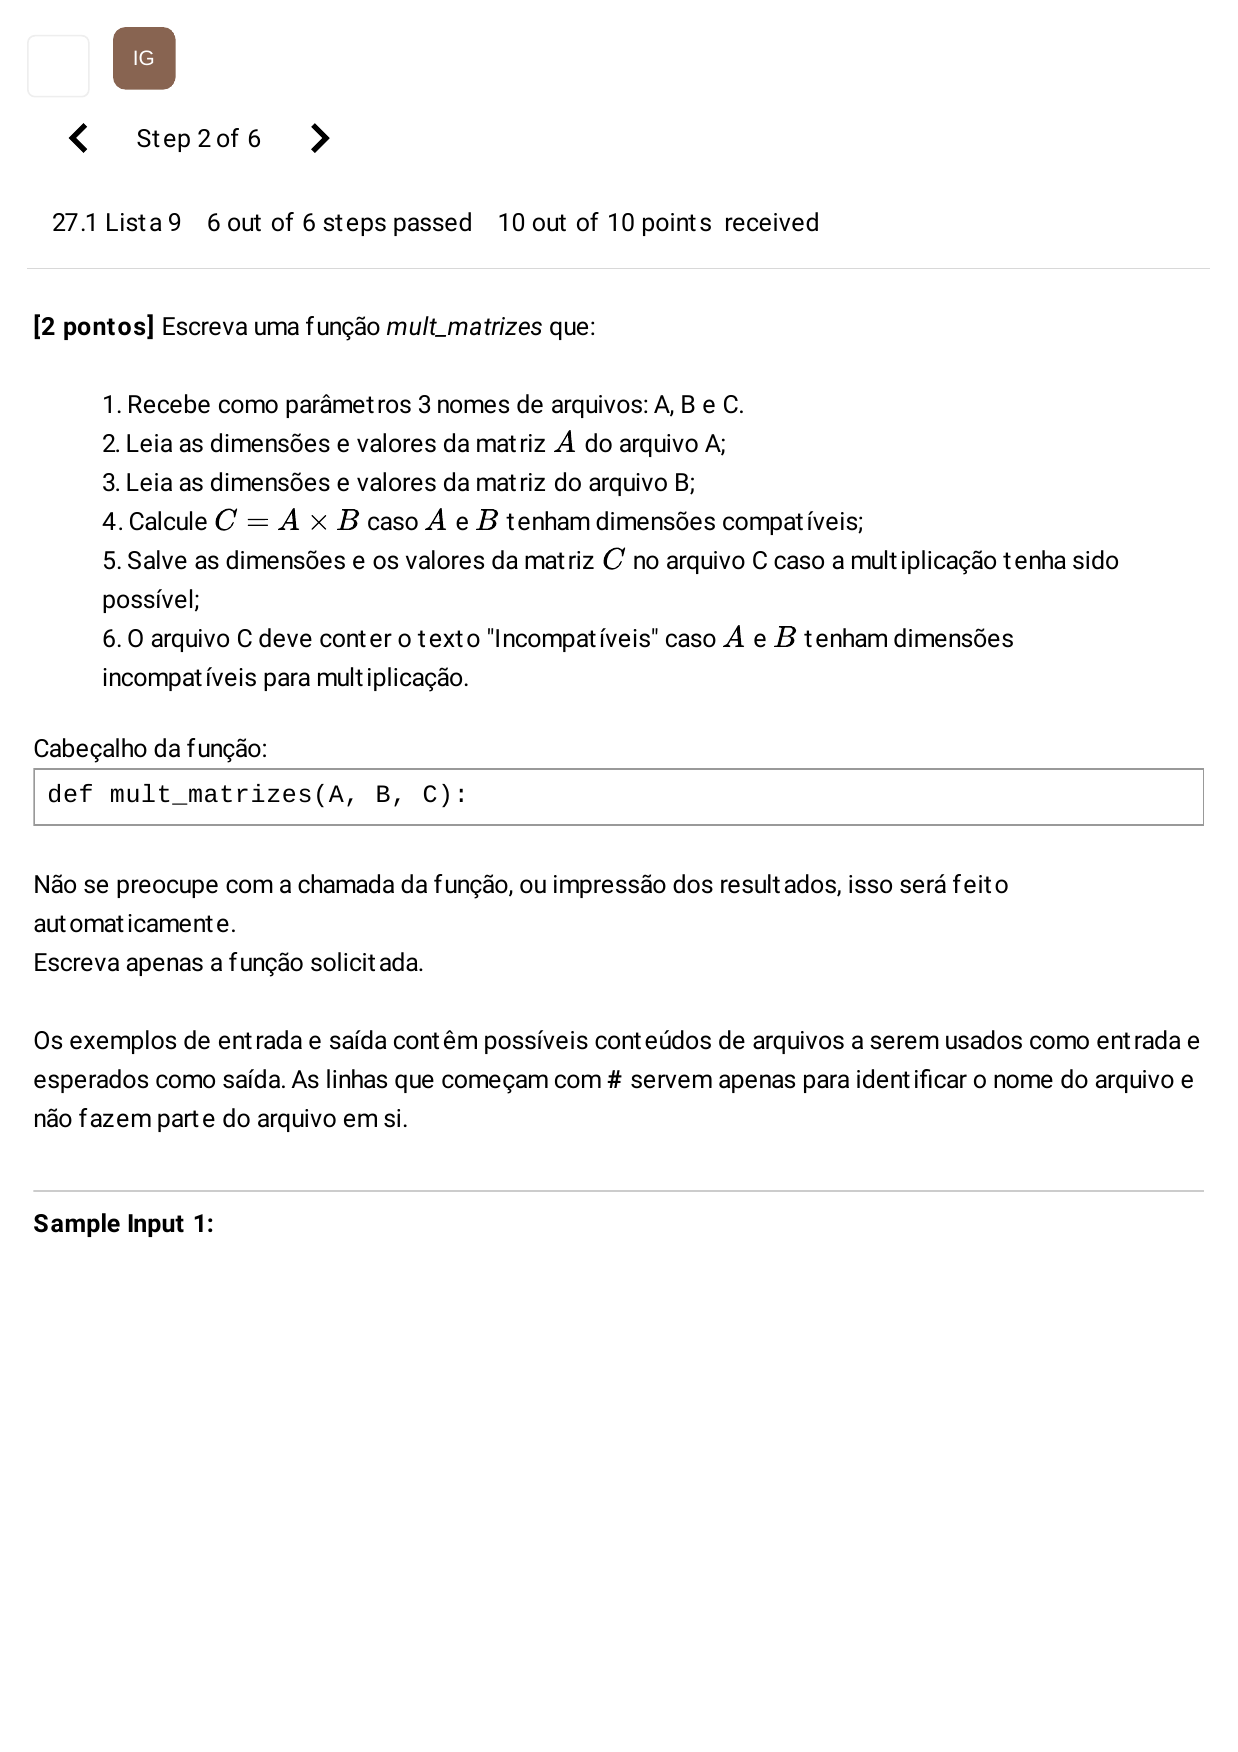 IG
Step 2 of 6
27.1 Lista 9 6 out of 6 steps passed 10 out of 10 points received
[2 pontos] Escreva uma função mult_matrizes que:
1. Recebe como parâmetros 3 nomes de arquivos: A, B e C.
2. Leia as dimensões e valores da matriz A do arquivo A;
3. Leia as dimensões e valores da matriz do arquivo B;
4. Calcule C = A × B caso A e B tenham dimensões compatíveis;
5. Salve as dimensões e os valores da matriz C no arquivo C caso a multiplicação tenha sido
possível;
6. O arquivo C deve conter o texto "Incompatíveis" caso A e B tenham dimensões
incompatíveis para multiplicação.
Cabeçalho da função:
def mult_matrizes(A, B, C):
Não se preocupe com a chamada da função, ou impressão dos resultados, isso será feito
automaticamente.
Escreva apenas a função solicitada.
Os exemplos de entrada e saída contêm possíveis conteúdos de arquivos a serem usados como entrada e
esperados como saída. As linhas que começam com # servem apenas para identificar o nome do arquivo e
não fazem parte do arquivo em si.
Sample Input 1: